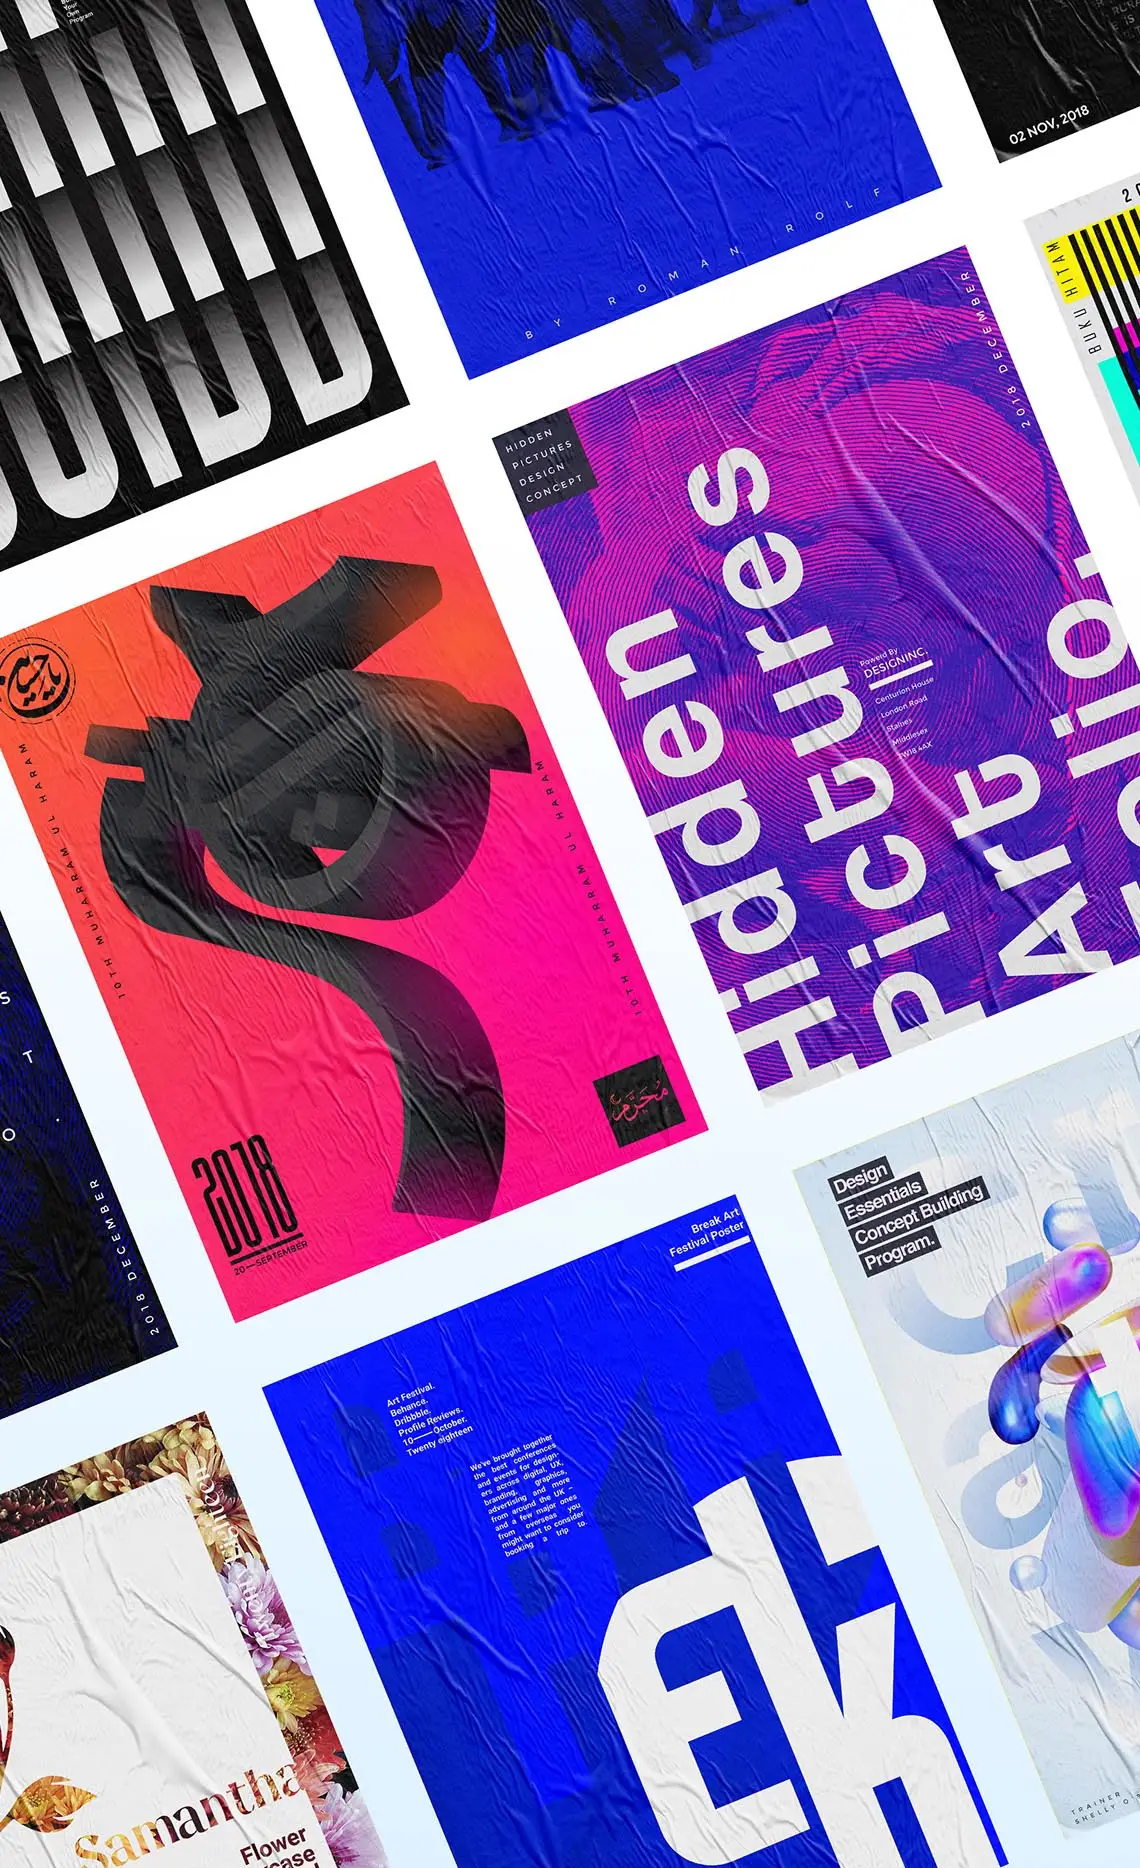 Your
Own
Program
BY ROMAN ROLF
02 NOV, 2018
BUKU HITAM
HIDDEN
PICTURES
DESIGN
CONCEPT
2018 DECEMBER
Hidden
Pictures
Art
Powered By
DESIGNINC.
Centurion House
London Road
Staines
Middlesex
TW18 4AX
10TH MUHARRAM UL HARAM
10TH MUHARRAM UL HARAM
مُحَرَّم
2018
20—SEPTEMBER
S
T
O.
2018 DECEMBER
Design
Essentials
Concept Building
Program.
TRAINER
SHELLY O
Break Art
Festival Poster
Art Festival.
Behance.
Dribbble.
Profile Reviews.
10——October.
Twenty eighteen
We've brought together
the best conferences
and events for design-
ers across digital, UX,
branding, graphics,
advertising and more
from around the UK –
and a few major ones
from overseas you
might want to consider
booking a trip to.
Ek
Samantha
Flower